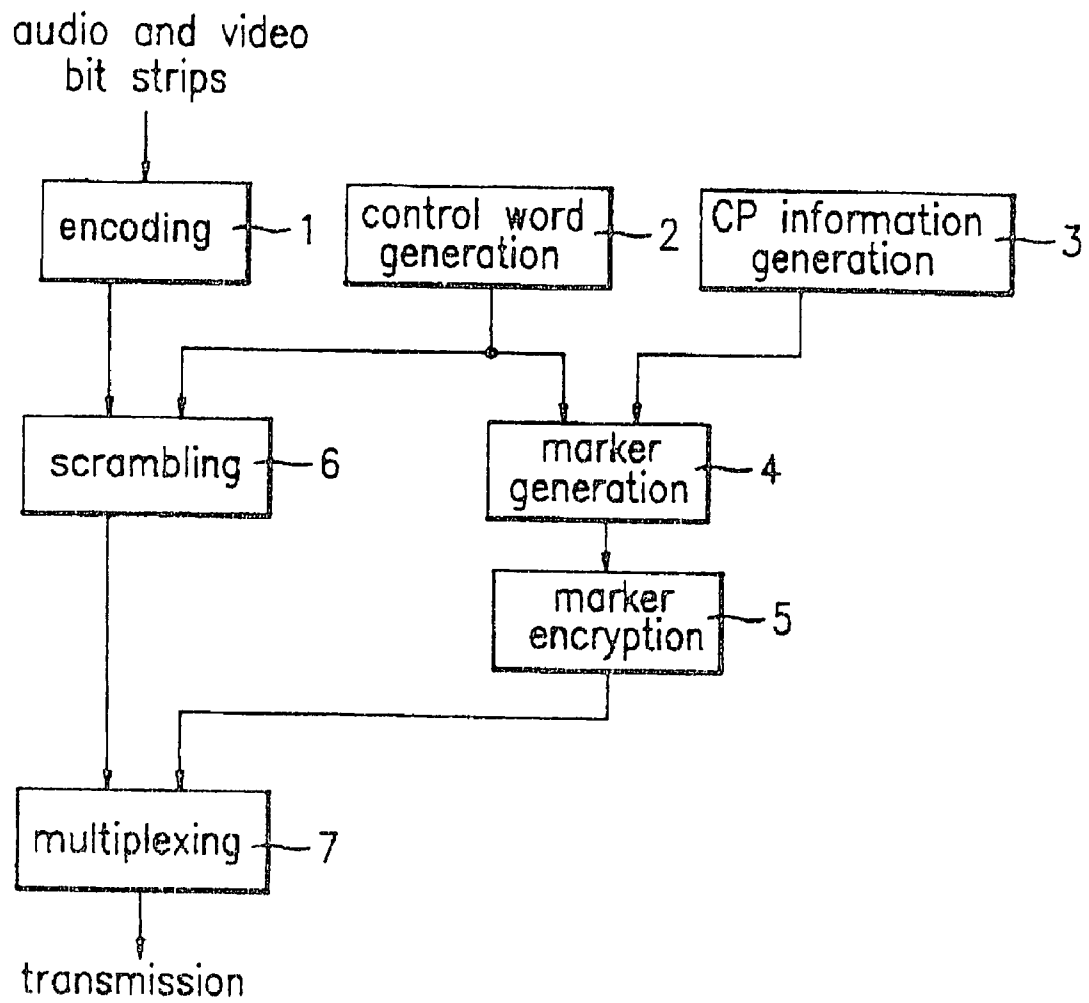 audio and video
bit strips
encoding
1
control word
generation
2
CP information
generation
3
scrambling
6
marker
generation
4
marker
encryption
5
multiplexing
7
transmission